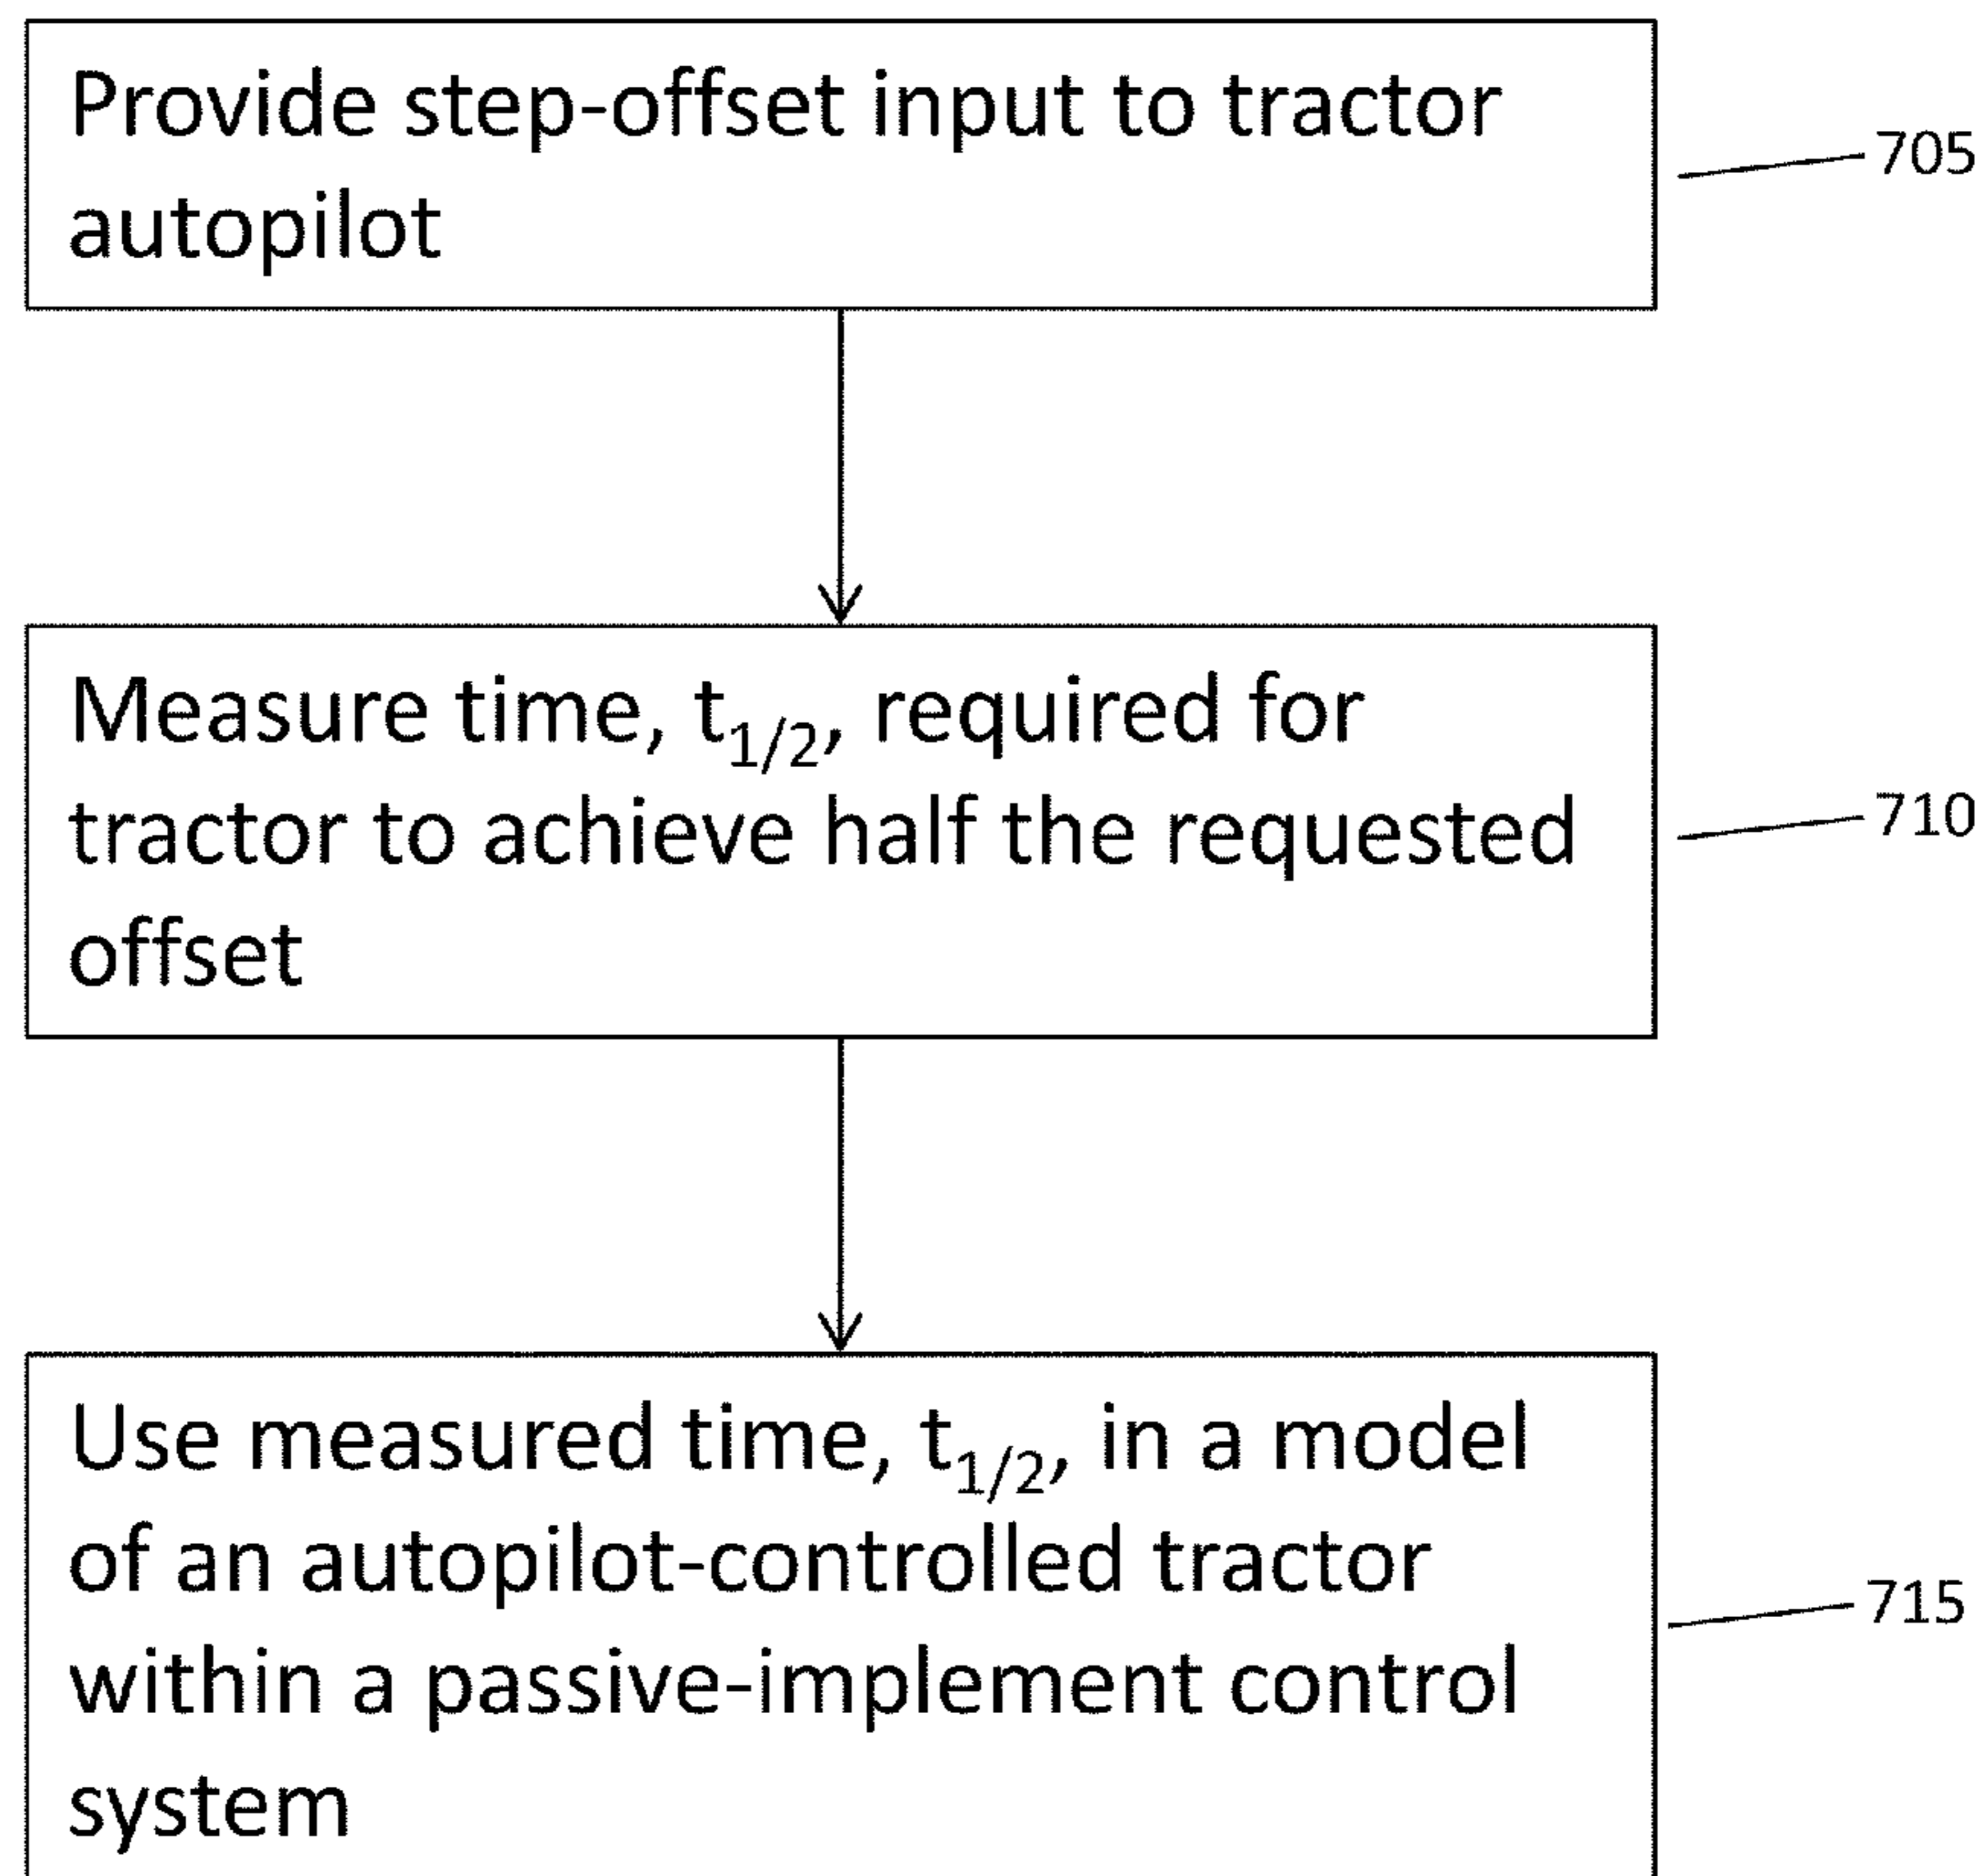 Provide step-offset input to tractor
autopilot
705
Measure time, t1/2, required for
tractor to achieve half the requested
offset
710
Use measured time, t1/2, in a model
of an autopilot-controlled tractor
within a passive-implement control
system
715